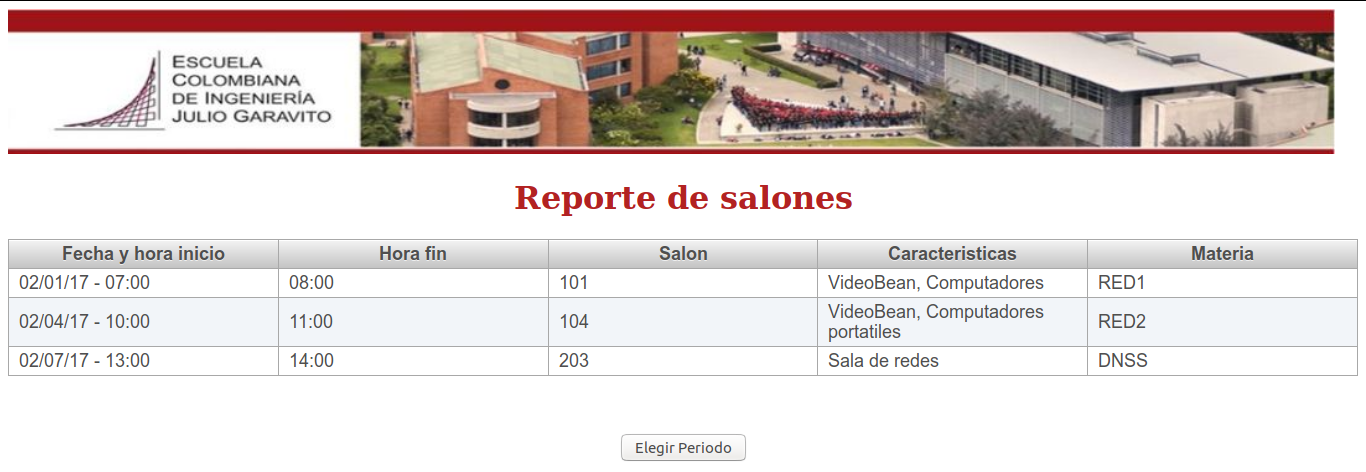 ESCUELA
COLOMBIANA
DE INGENIERÍA
JULIO GARAVITO
Reporte de salones
Fecha y hora inicio Hora fin Salon Caracteristicas Materia
02/01/17 - 07:00 08:00 101 VideoBean, Computadores RED1
02/04/17 - 10:00 11:00 104 VideoBean, Computadores portatiles RED2
02/07/17 - 13:00 14:00 203 Sala de redes DNSS
Elegir Periodo